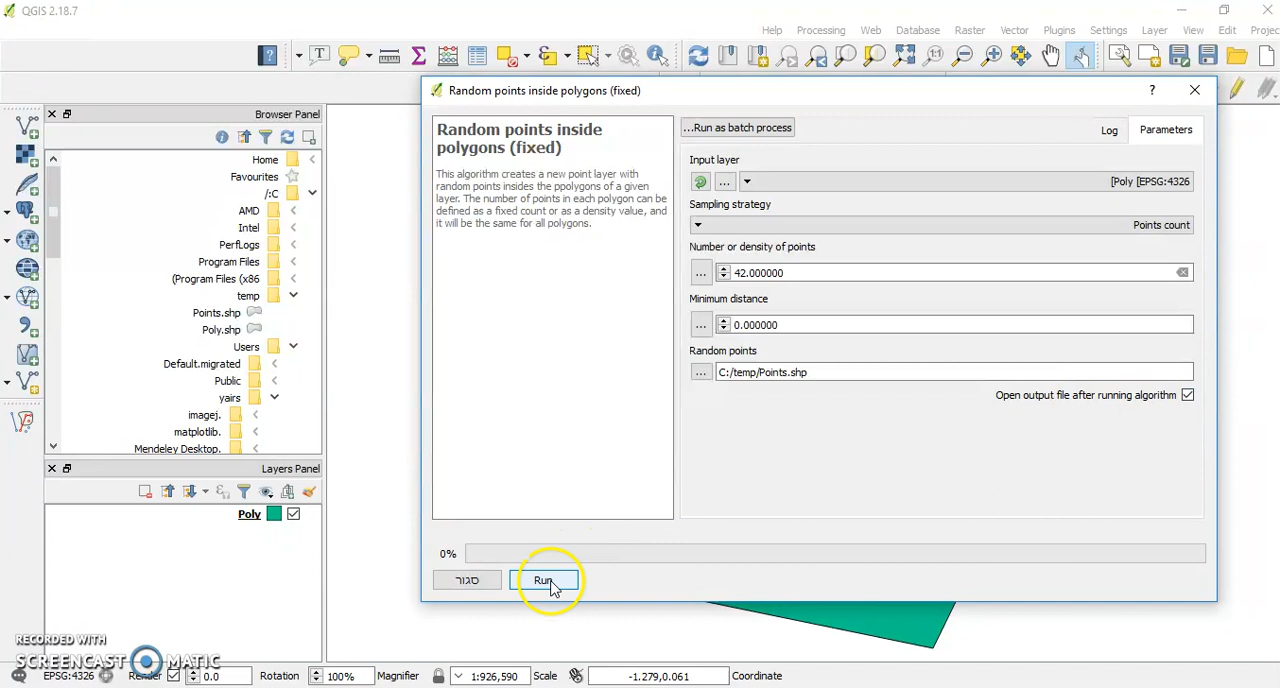 QGIS 2.18.7
Help Processing Web Database Raster Vector Plugins Settings Layer View Edit Projec
Random points inside polygons (fixed)
?
Random points inside
polygons (fixed)
This algorithm creates a new point layer with
random points insides the ppolygons of a given
layer. The number of points in each polygon can be
defined as a fixed count or as a density value, and
it will be the same for all polygons.
...Run as batch process
Log
Parameters
Input layer
...
[Poly [EPSG:4326
Sampling strategy
Points count
Number or density of points
...
42.000000
Minimum distance
...
0.000000
Random points
...
C:/temp/Points.shp
Open output file after running algorithm
0%
סגור
Run
Browser Panel
Home
Favourites
/:C
AMD
Intel
PerfLogs
Program Files
(Program Files (x86
temp
Points.shp
Poly.shp
Users
Default.migrated
Public
yairs
imagej.
matplotlib.
Mendeley Desktop.
Layers Panel
Poly
RECORDED WITH
SCREENCAST MATIC
EPSG:4326
Render
0.0
Rotation
100%
Magnifier
1:926,590
Scale
-1.279,0.061
Coordinate